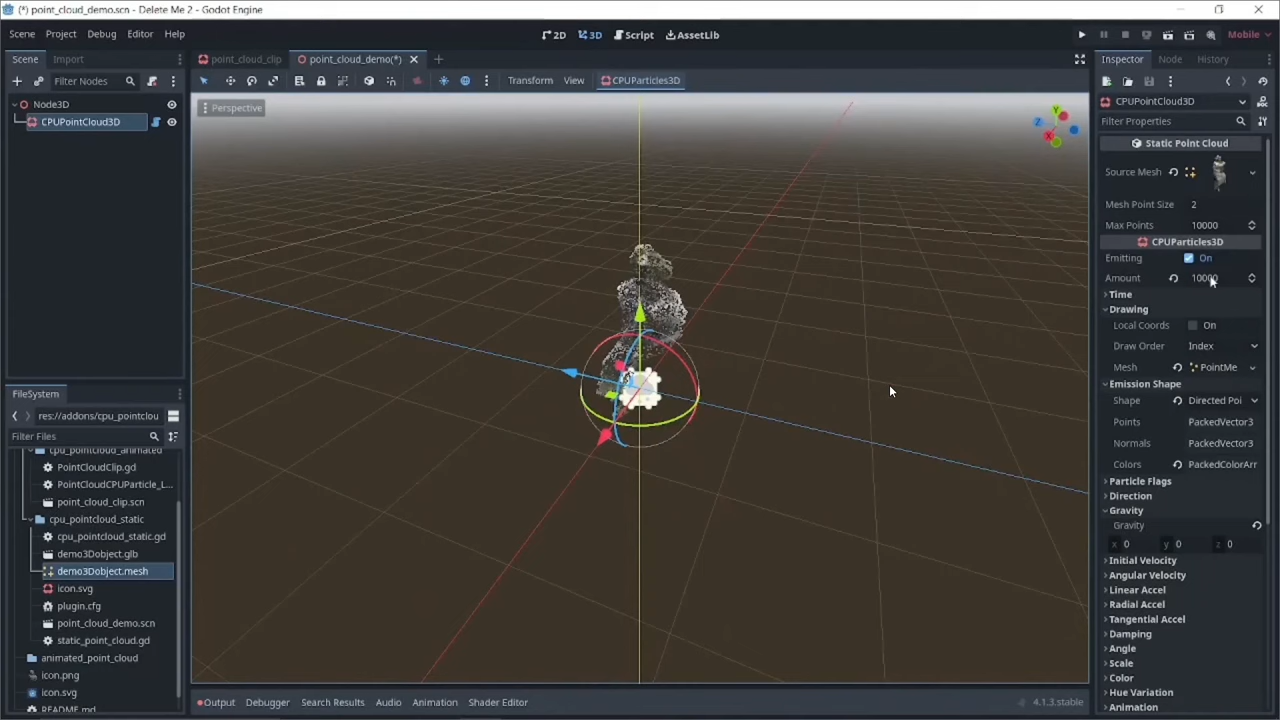 (*) point_cloud_demo.scn - Delete Me 2 - Godot Engine
Scene Project Debug Editor Help
2D 3D Script AssetLib
Mobile
Scene Import
Filter Nodes
Node3D
CPUPointCloud3D
point_cloud_clip
point_cloud_demo(*)
Transform View CPUParticles3D
Perspective
Y
Z
X
FileSystem
res://addons/cpu_pointclou
Filter Files
cpu_pointcloud_animated
PointCloudClip.gd
PointCloudCPUParticle_L...
point_cloud_clip.scn
cpu_pointcloud_static
cpu_pointcloud_static.gd
demo3Dobject.glb
demo3Dobject.mesh
icon.svg
plugin.cfg
point_cloud_demo.scn
static_point_cloud.gd
animated_point_cloud
icon.png
icon.svg
README.md
Output Debugger Search Results Audio Animation Shader Editor
4.1.3.stable
Inspector Node History
CPUPointCloud3D
Filter Properties
Static Point Cloud
Source Mesh
Mesh Point Size 2
Max Points 10000
CPUParticles3D
Emitting On
Amount 10000
Time
Drawing
Local Coords On
Draw Order Index
Mesh PointMe
Emission Shape
Shape Directed Poi
Points PackedVector3
Normals PackedVector3
Colors PackedColorArr
Particle Flags
Direction
Gravity
Gravity
x 0 y 0 z 0
Initial Velocity
Angular Velocity
Linear Accel
Radial Accel
Tangential Accel
Damping
Angle
Scale
Color
Hue Variation
Animation